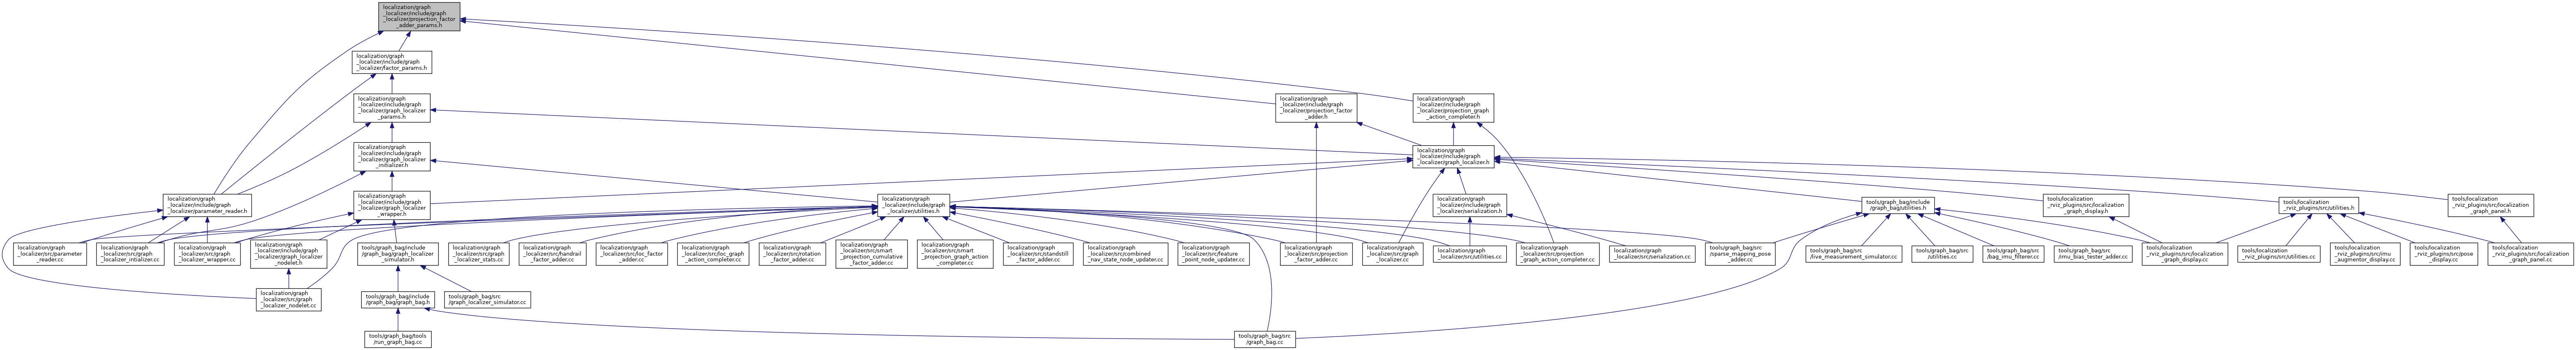 localization/graph
_localizer/include/graph
_localizer/projection_factor
_adder_params.h
localization/graph
_localizer/include/graph
_localizer/factor_params.h
localization/graph
_localizer/include/graph
_localizer/graph_localizer
_params.h
localization/graph
_localizer/include/graph
_localizer/projection_factor
_adder.h
localization/graph
_localizer/include/graph
_localizer/projection_graph
_action_completer.h
localization/graph
_localizer/include/graph
_localizer/graph_localizer
_initializer.h
localization/graph
_localizer/include/graph
_localizer/graph_localizer.h
localization/graph
_localizer/include/graph
_localizer/parameter_reader.h
localization/graph
_localizer/include/graph
_localizer/graph_localizer
_wrapper.h
localization/graph
_localizer/include/graph
_localizer/utilities.h
localization/graph
_localizer/include/graph
_localizer/serialization.h
tools/graph_bag/include
/graph_bag/utilities.h
tools/localization
_rviz_plugins/src/localization
_graph_display.h
tools/localization
_rviz_plugins/src/utilities.h
tools/localization
_rviz_plugins/src/localization
_graph_panel.h
localization/graph
_localizer/src/parameter
_reader.cc
localization/graph
_localizer/src/graph
_localizer_intializer.cc
localization/graph
_localizer/src/graph
_localizer_wrapper.cc
localization/graph
_localizer/include/graph
_localizer/graph_localizer
_nodelet.h
tools/graph_bag/include
/graph_bag/graph_localizer
_simulator.h
localization/graph
_localizer/src/graph
_localizer_stats.cc
localization/graph
_localizer/src/handrail
_factor_adder.cc
localization/graph
_localizer/src/loc_factor
_adder.cc
localization/graph
_localizer/src/loc_graph
_action_completer.cc
localization/graph
_localizer/src/rotation
_factor_adder.cc
localization/graph
_localizer/src/smart
_projection_cumulative
_factor_adder.cc
localization/graph
_localizer/src/smart
_projection_graph_action
_completer.cc
localization/graph
_localizer/src/standstill
_factor_adder.cc
localization/graph
_localizer/src/combined
_nav_state_node_updater.cc
localization/graph
_localizer/src/feature
_point_node_updater.cc
localization/graph
_localizer/src/projection
_factor_adder.cc
localization/graph
_localizer/src/graph
_localizer.cc
localization/graph
_localizer/src/utilities.cc
localization/graph
_localizer/src/projection
_graph_action_completer.cc
localization/graph
_localizer/src/serialization.cc
tools/graph_bag/src
/sparse_mapping_pose
_adder.cc
tools/graph_bag/src
/live_measurement_simulator.cc
tools/graph_bag/src
/utilities.cc
tools/graph_bag/src
/bag_imu_filterer.cc
tools/graph_bag/src
/imu_bias_tester_adder.cc
tools/localization
_rviz_plugins/src/localization
_graph_display.cc
tools/localization
_rviz_plugins/src/utilities.cc
tools/localization
_rviz_plugins/src/imu
_augmentor_display.cc
tools/localization
_rviz_plugins/src/pose
_display.cc
tools/localization
_rviz_plugins/src/localization
_graph_panel.cc
localization/graph
_localizer/src/graph
_localizer_nodelet.cc
tools/graph_bag/include
/graph_bag/graph_bag.h
tools/graph_bag/src
/graph_localizer_simulator.cc
tools/graph_bag/tools
/run_graph_bag.cc
tools/graph_bag/src
/graph_bag.cc